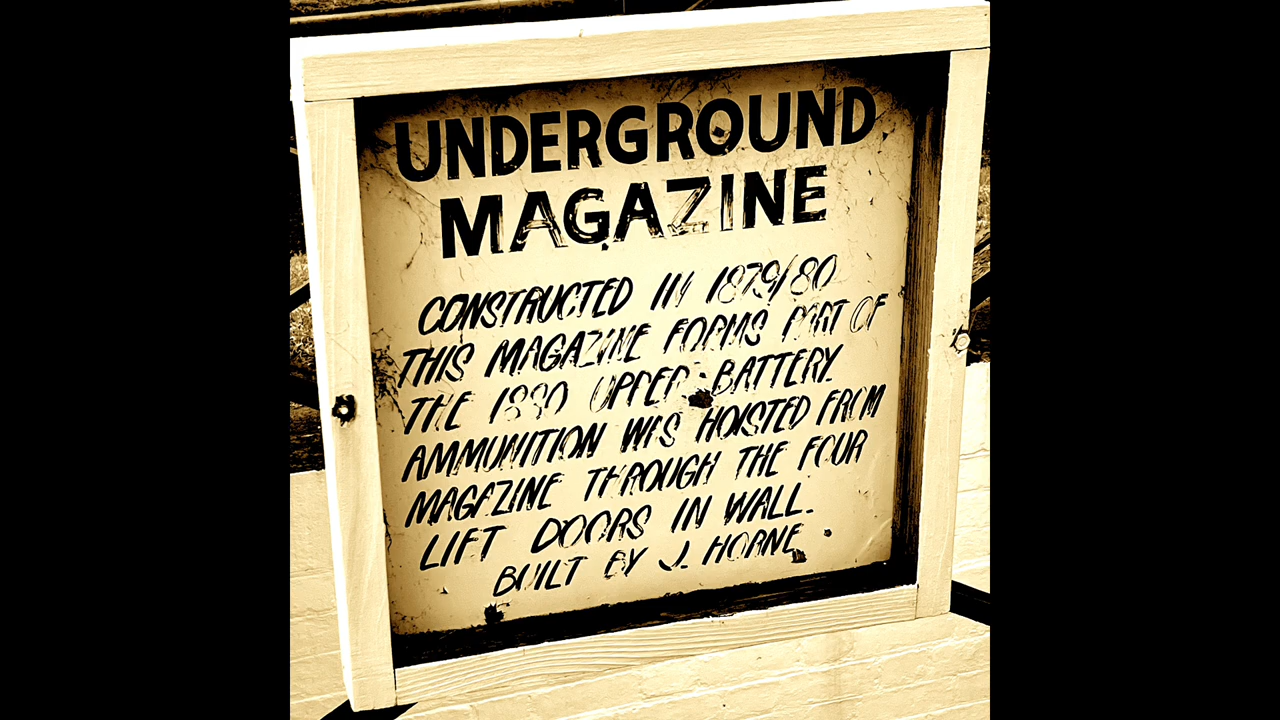 UNDERGROUND
MAGAZINE
CONSTRUCTED IN 1879/80
THIS MAGAZINE FORMS PART OF
THE 1880 UPPER BATTERY.
AMMUNITION WAS HOISTED FROM
MAGAZINE THROUGH THE FOUR
LIFT DOORS IN WALL.
BUILT BY J. HORNE